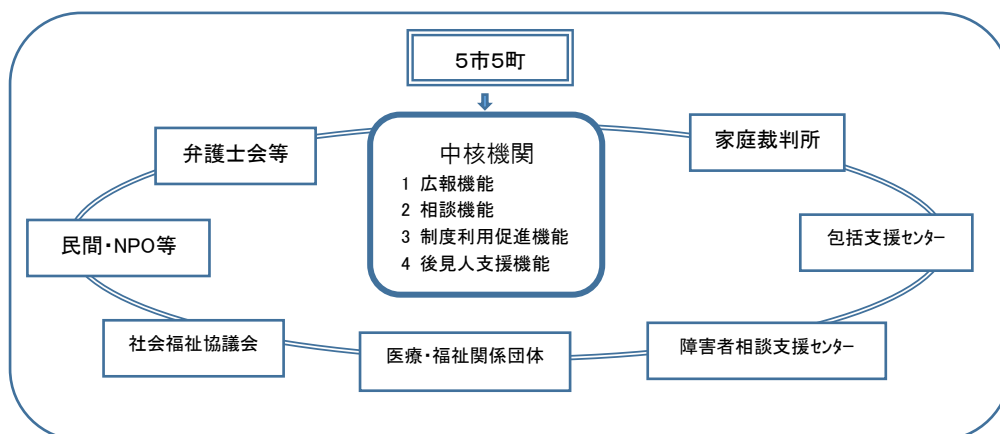 5市5町
中核機関
1 広報機能
2 相談機能
3 制度利用促進機能
4 後見人支援機能
弁護士会等
家庭裁判所
民間・NPO等
包括支援ｾﾝﾀｰ
社会福祉協議会
医療・福祉関係団体
障害者相談支援ｾﾝﾀｰ